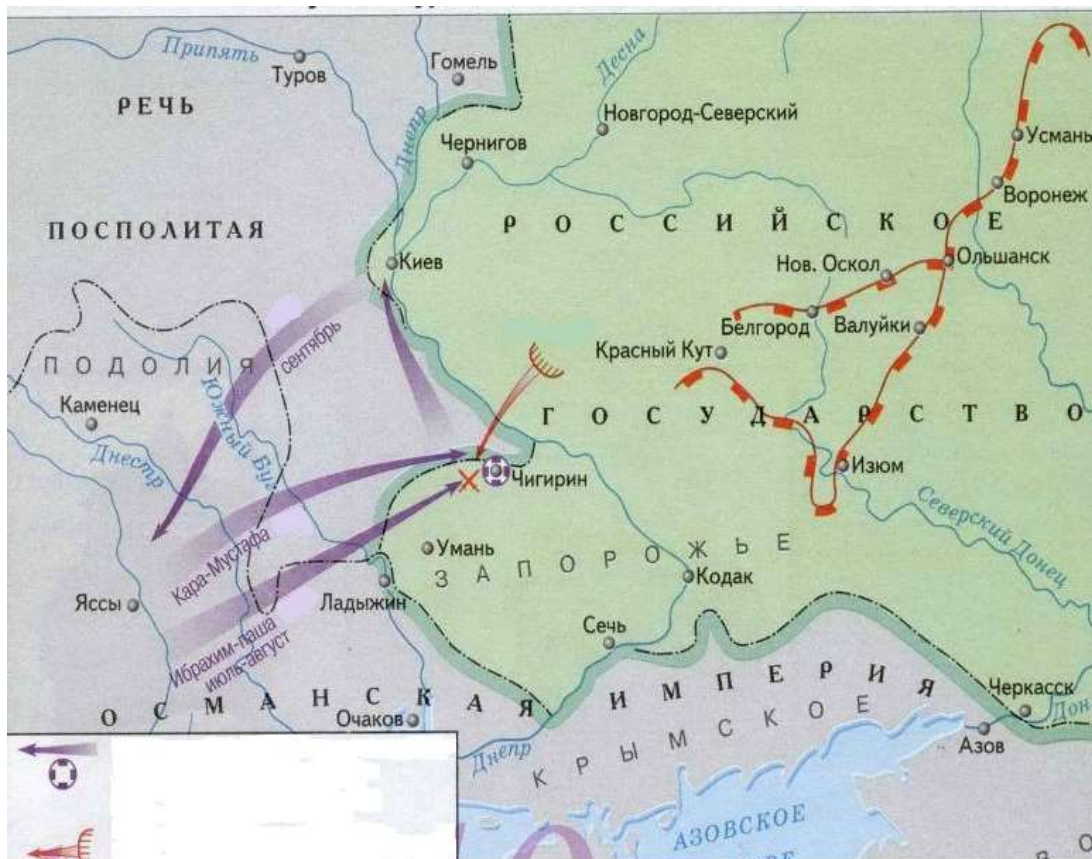 Припять
Туров
Гомель
Десна
РЕЧЬ
Днепр
Новгород-Северский
Чернигов
Усмань
Воронеж
ПОСПОЛИТАЯ
РОССИЙСКОЕ
Киев
Нов. Оскол
Ольшанск
сентябрь
Белгород
Валуйки
ПОДОЛИЯ
Красный Кут
Каменец
Южный Буг
ГОСУДАРСТВО
Днестр
Чигирин
Изюм
Северский Донец
Кара-Мустафа
Умань
ЗАПОРОЖЬЕ
Кодак
Яссы
Ладыжин
Ибрахим-паша
июль-август
Сечь
ОСМАНСКАЯ ИМПЕРИЯ
Черкасск
Дон
Очаков
Азов
Днепр
КРЫМСКОЕ
АЗОВСКОЕ